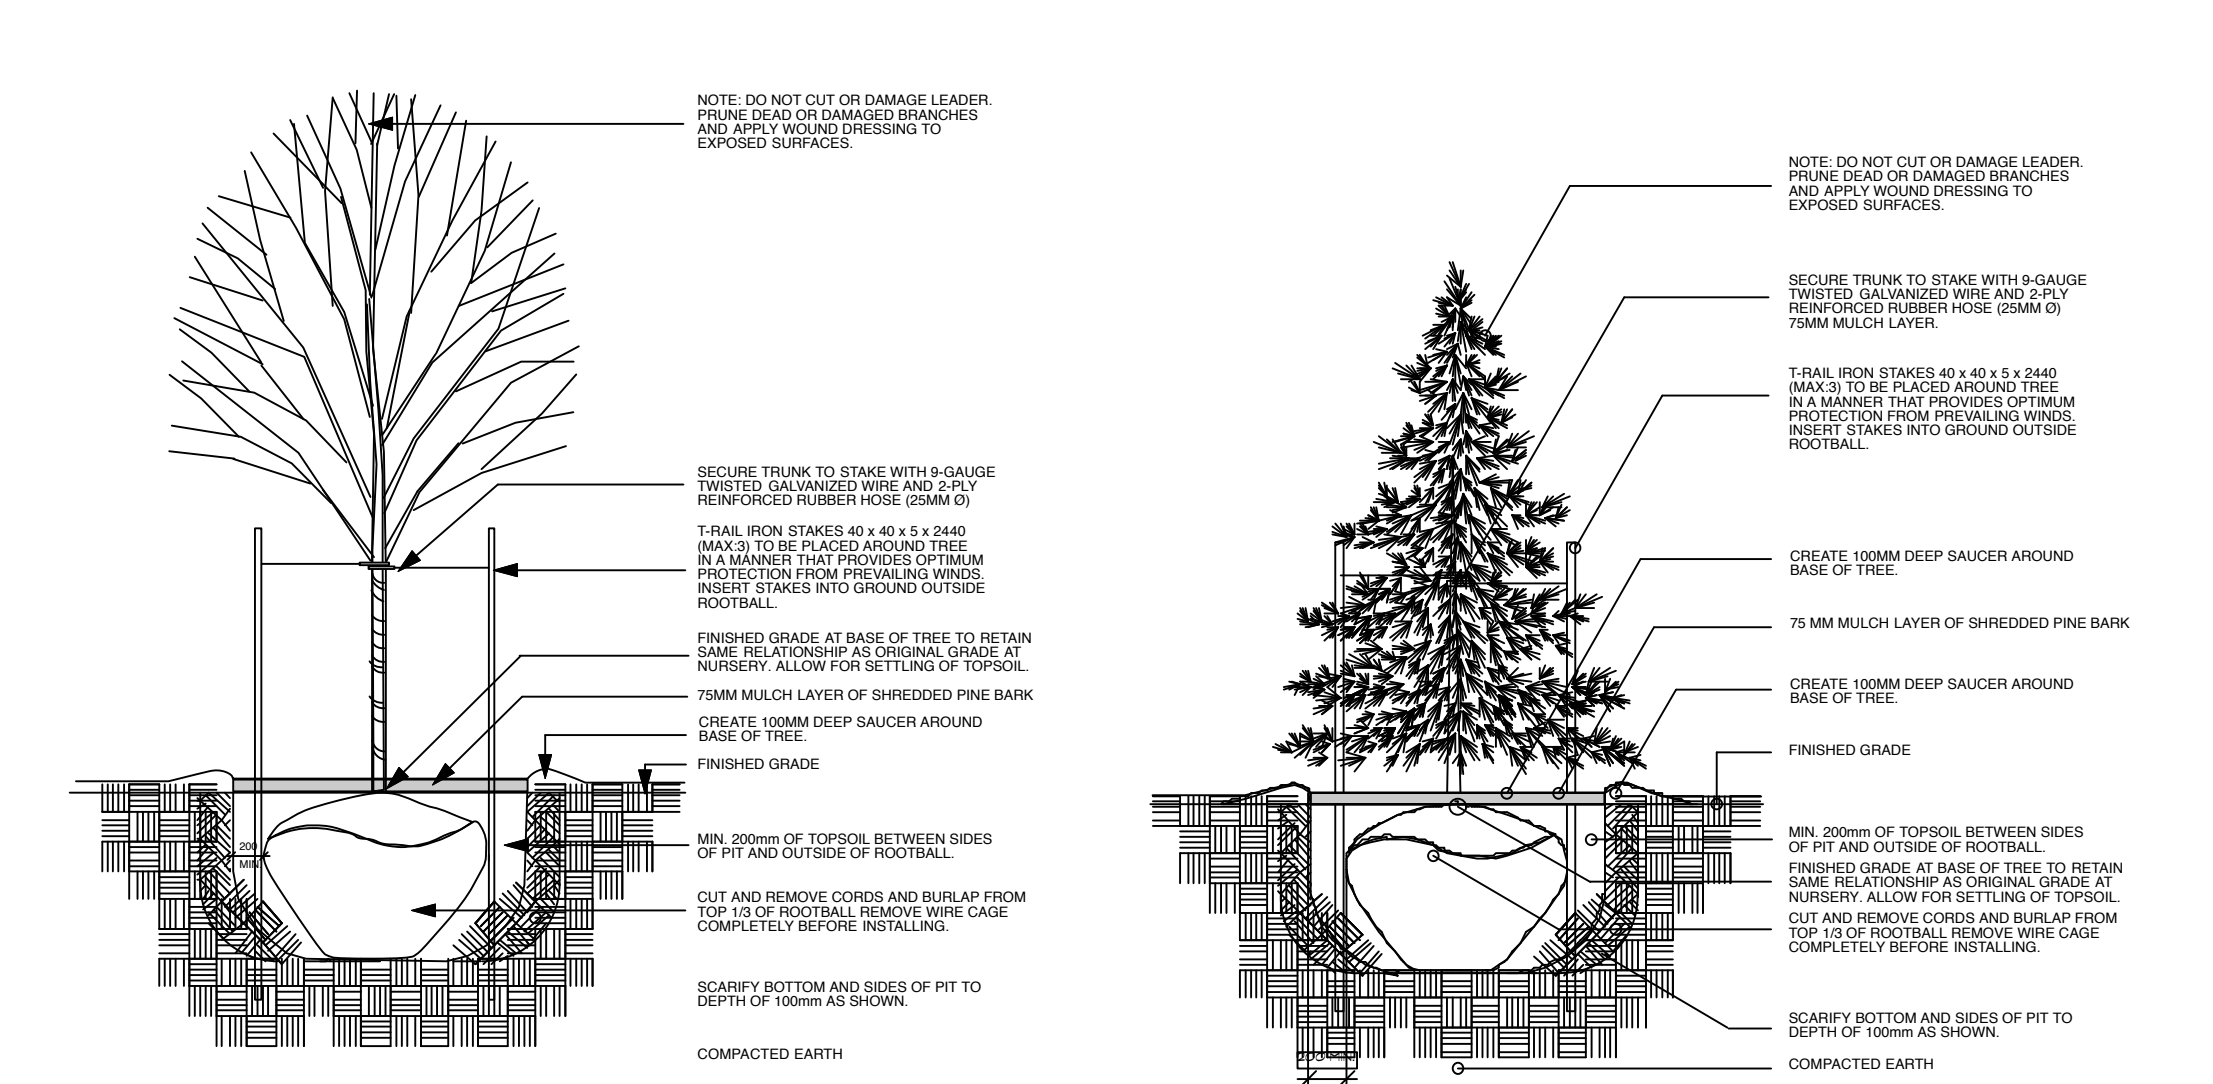 NOTE: DO NOT CUT OR DAMAGE LEADER.
PRUNE DEAD OR DAMAGED BRANCHES
AND APPLY WOUND DRESSING TO
EXPOSED SURFACES.
SECURE TRUNK TO STAKE WITH 9-GAUGE
TWISTED GALVANIZED WIRE AND 2-PLY
REINFORCED RUBBER HOSE (25MM Ø)
T-RAIL IRON STAKES 40 x 40 x 5 x 2440
(MAX:3) TO BE PLACED AROUND TREE
IN A MANNER THAT PROVIDES OPTIMUM
PROTECTION FROM PREVAILING WINDS.
INSERT STAKES INTO GROUND OUTSIDE
ROOTBALL.
FINISHED GRADE AT BASE OF TREE TO RETAIN
SAME RELATIONSHIP AS ORIGINAL GRADE AT
NURSERY. ALLOW FOR SETTLING OF TOPSOIL.
75MM MULCH LAYER OF SHREDDED PINE BARK
CREATE 100MM DEEP SAUCER AROUND
BASE OF TREE.
FINISHED GRADE
200
MIN.
MIN. 200mm OF TOPSOIL BETWEEN SIDES
OF PIT AND OUTSIDE OF ROOTBALL.
CUT AND REMOVE CORDS AND BURLAP FROM
TOP 1/3 OF ROOTBALL REMOVE WIRE CAGE
COMPLETELY BEFORE INSTALLING.
SCARIFY BOTTOM AND SIDES OF PIT TO
DEPTH OF 100mm AS SHOWN.
COMPACTED EARTH
NOTE: DO NOT CUT OR DAMAGE LEADER.
PRUNE DEAD OR DAMAGED BRANCHES
AND APPLY WOUND DRESSING TO
EXPOSED SURFACES.
SECURE TRUNK TO STAKE WITH 9-GAUGE
TWISTED GALVANIZED WIRE AND 2-PLY
REINFORCED RUBBER HOSE (25MM Ø)
75MM MULCH LAYER.
T-RAIL IRON STAKES 40 x 40 x 5 x 2440
(MAX:3) TO BE PLACED AROUND TREE
IN A MANNER THAT PROVIDES OPTIMUM
PROTECTION FROM PREVAILING WINDS.
INSERT STAKES INTO GROUND OUTSIDE
ROOTBALL.
CREATE 100MM DEEP SAUCER AROUND
BASE OF TREE.
75 MM MULCH LAYER OF SHREDDED PINE BARK
CREATE 100MM DEEP SAUCER AROUND
BASE OF TREE.
FINISHED GRADE
MIN. 200mm OF TOPSOIL BETWEEN SIDES
OF PIT AND OUTSIDE OF ROOTBALL.
FINISHED GRADE AT BASE OF TREE TO RETAIN
SAME RELATIONSHIP AS ORIGINAL GRADE AT
NURSERY. ALLOW FOR SETTLING OF TOPSOIL.
CUT AND REMOVE CORDS AND BURLAP FROM
TOP 1/3 OF ROOTBALL REMOVE WIRE CAGE
COMPLETELY BEFORE INSTALLING.
SCARIFY BOTTOM AND SIDES OF PIT TO
DEPTH OF 100mm AS SHOWN.
200 MIN.
COMPACTED EARTH